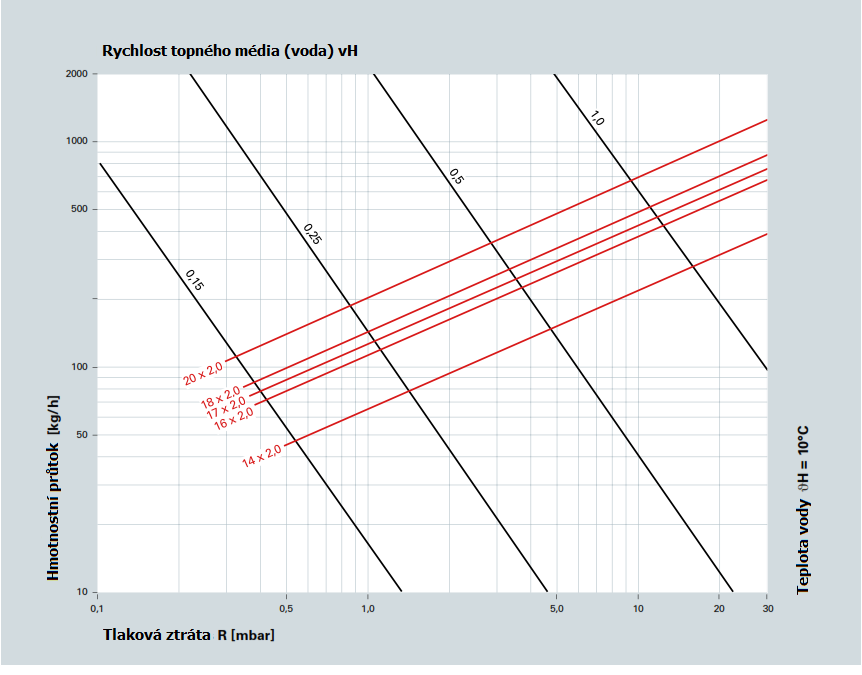 Rychlost topného média (voda) vH
2000
1000
500
100
50
10
1,0
0,5
0,25
0,15
20 x 2,0
18 x 2,0
17 x 2,0
16 x 2,0
14 x 2,0
Hmotnostní průtok [kg/h]
Teplota vody ϑH = 10°C
0,1
0,5
1,0
5,0
10
20
30
Tlaková ztráta R [mbar]